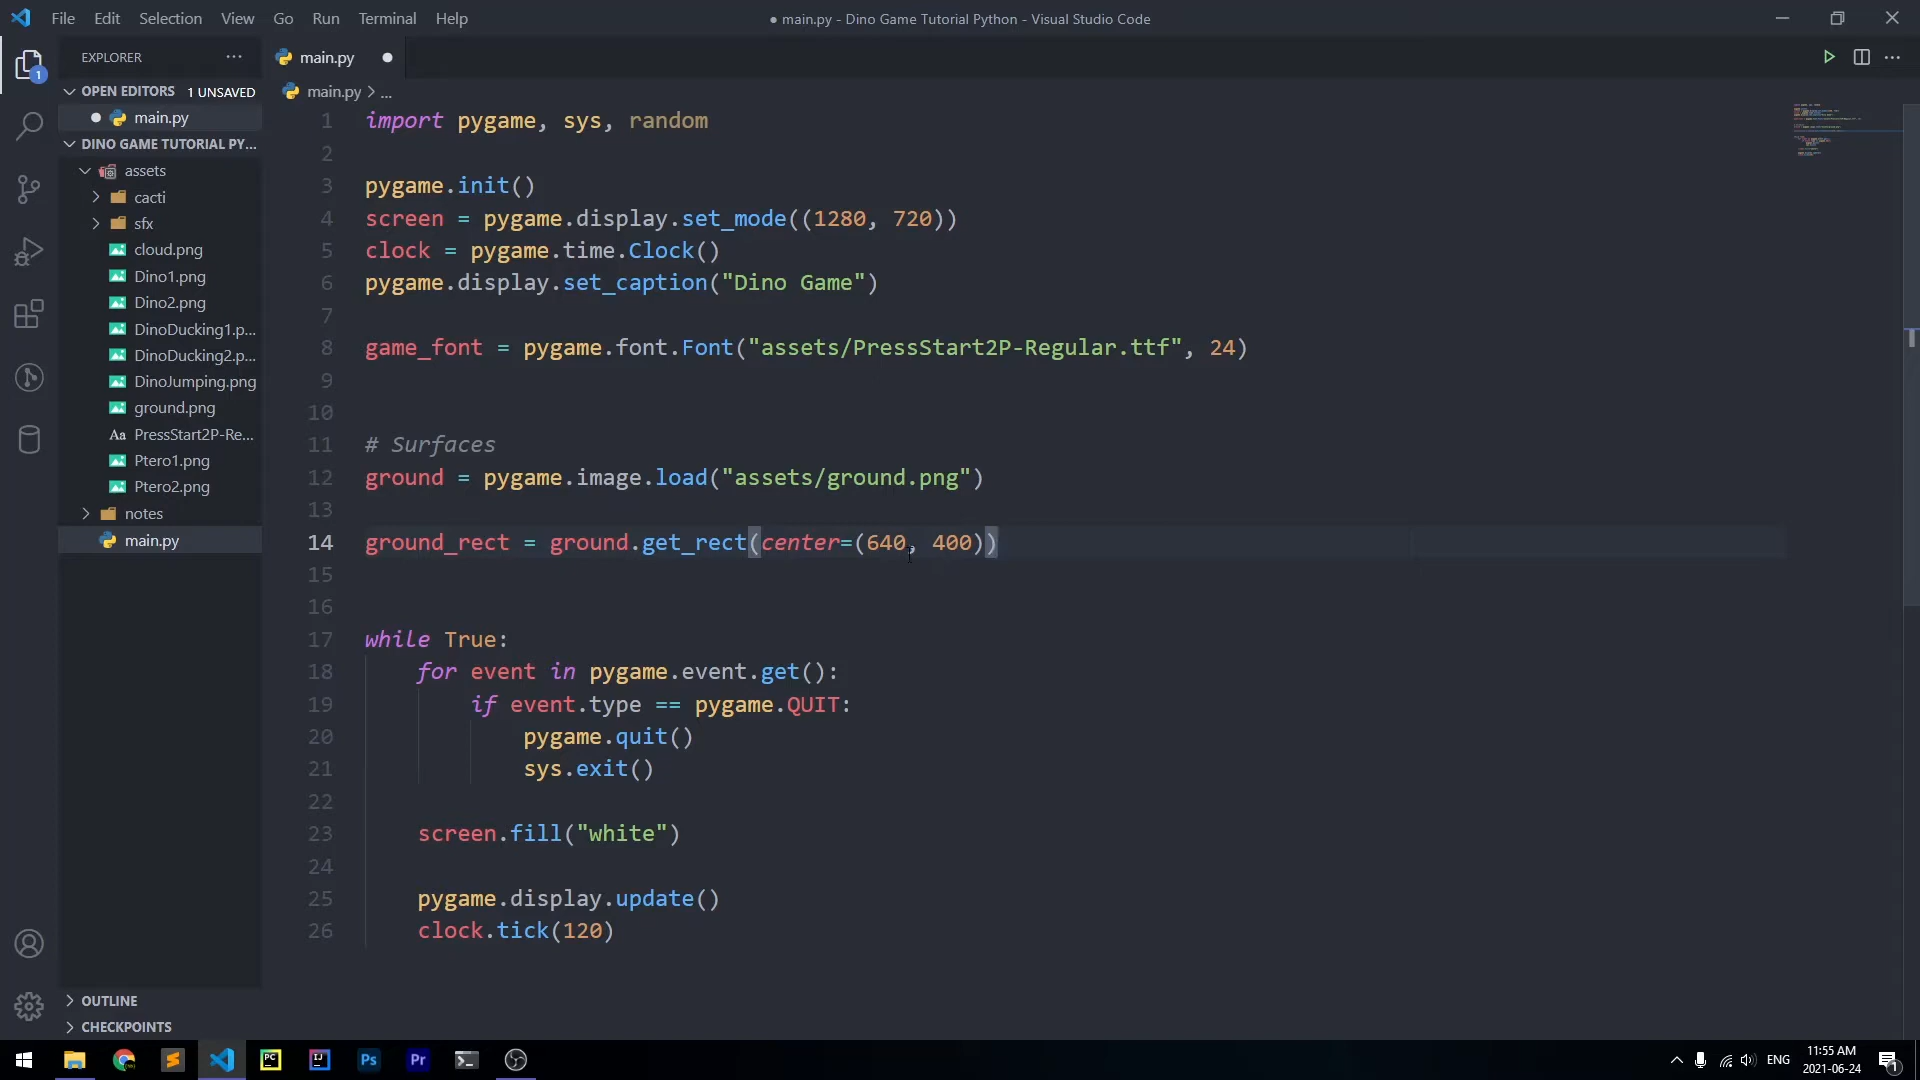 File Edit Selection View Go Run Terminal Help
● main.py - Dino Game Tutorial Python - Visual Studio Code
EXPLORER
main.py
OPEN EDITORS 1 UNSAVED
main.py
DINO GAME TUTORIAL PY...
assets
cacti
sfx
cloud.png
Dino1.png
Dino2.png
DinoDucking1.p...
DinoDucking2.p...
DinoJumping.png
ground.png
Aa PressStart2P-Re...
Ptero1.png
Ptero2.png
notes
main.py
OUTLINE
CHECKPOINTS
1
main.py > ...
1 import pygame, sys, random
2
3 pygame.init()
4 screen = pygame.display.set_mode((1280, 720))
5 clock = pygame.time.Clock()
6 pygame.display.set_caption("Dino Game")
7
8 game_font = pygame.font.Font("assets/PressStart2P-Regular.ttf", 24)
9
10
11 # Surfaces
12 ground = pygame.image.load("assets/ground.png")
13
14 ground_rect = ground.get_rect(center=(640, 400))
15
16
17 while True:
18 for event in pygame.event.get():
19 if event.type == pygame.QUIT:
20 pygame.quit()
21 sys.exit()
22
23 screen.fill("white")
24
25 pygame.display.update()
26 clock.tick(120)
PC IJ Ps Pr
ENG
11:55 AM
2021-06-24
1